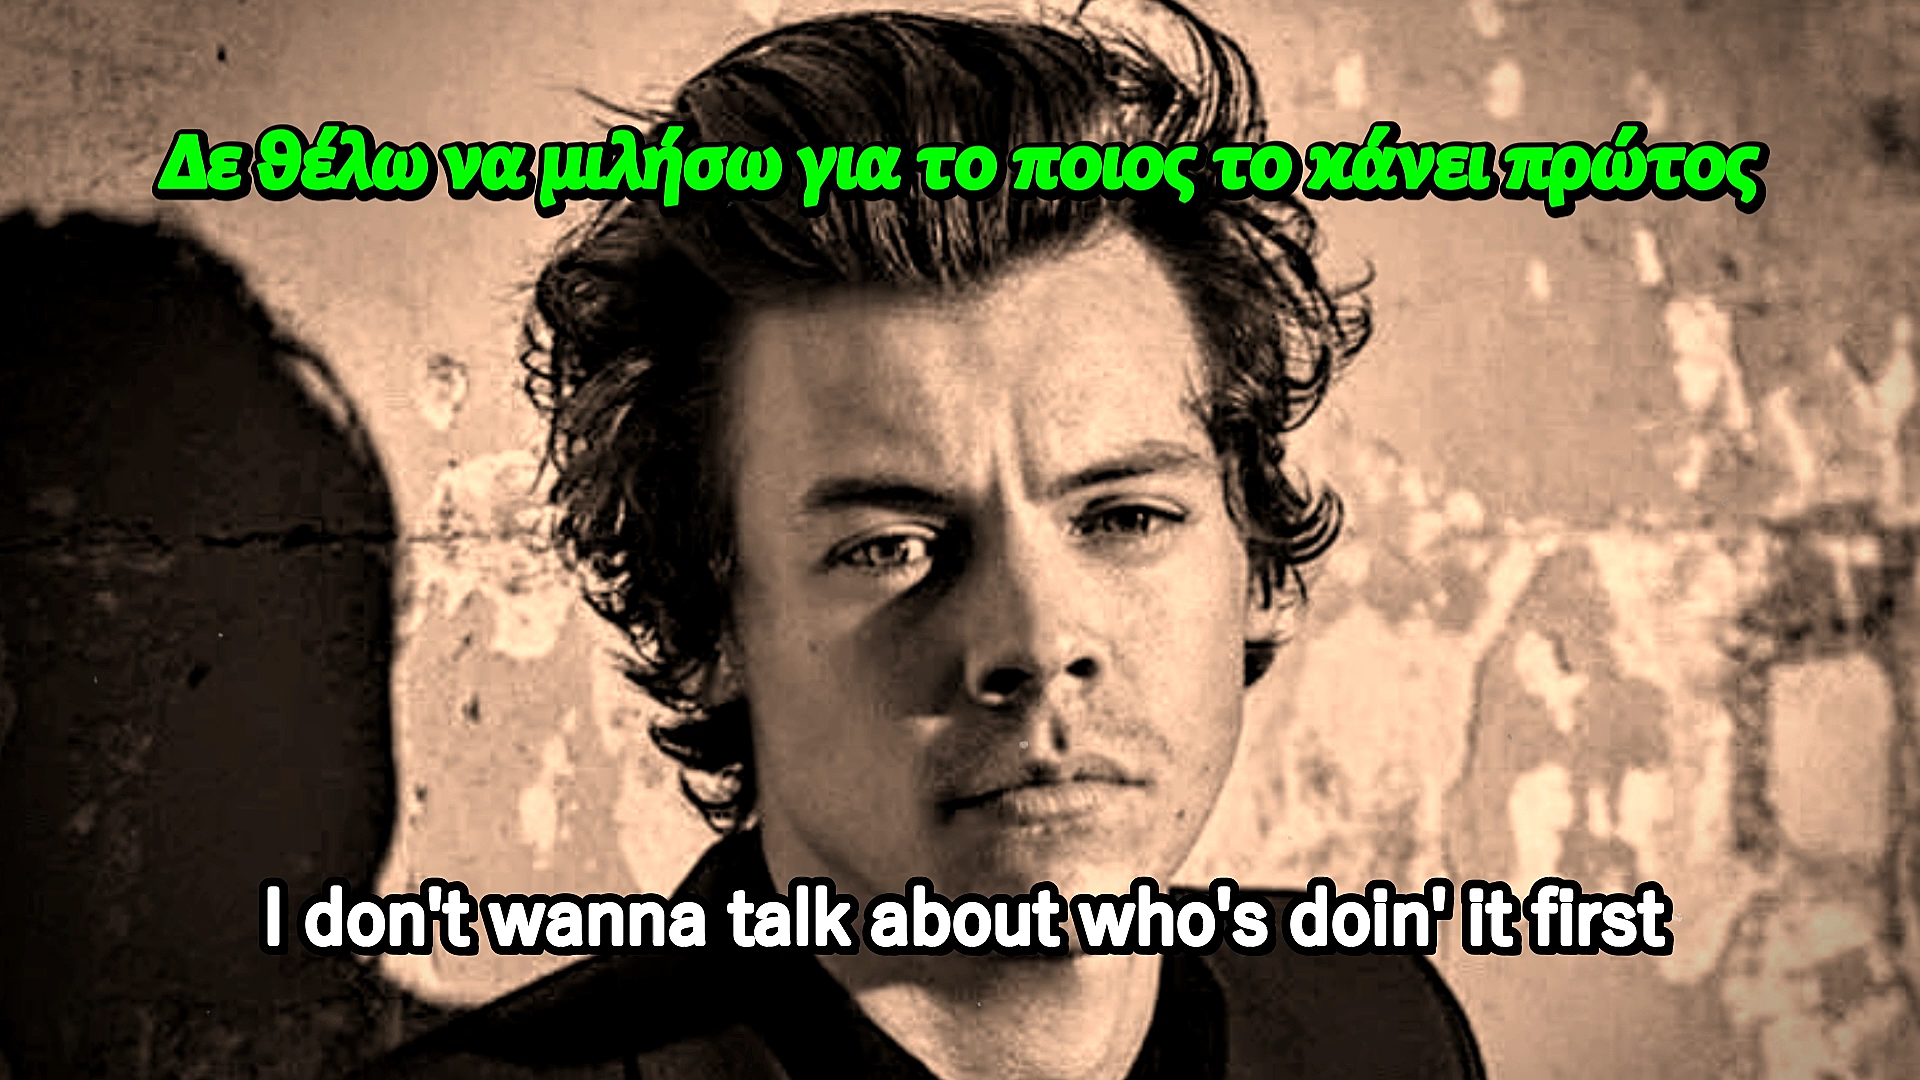 Δε θέλω να μιλήσω για το ποιος το κάνει πρώτος
I don't wanna talk about who's doin' it first